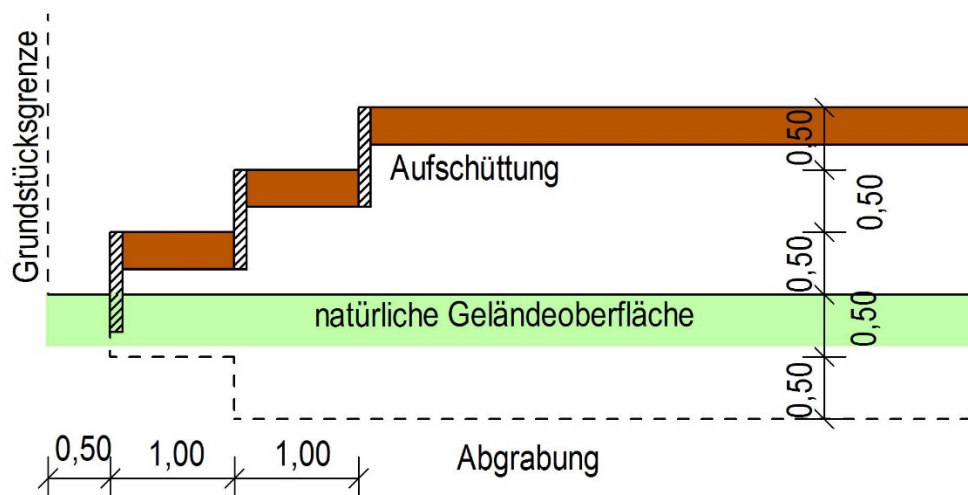 Grundstücksgrenze
Aufschüttung
0,50
0,50
0,50
natürliche Geländeoberfläche
0,50
0,50
0,50
1,00
1,00
Abgrabung